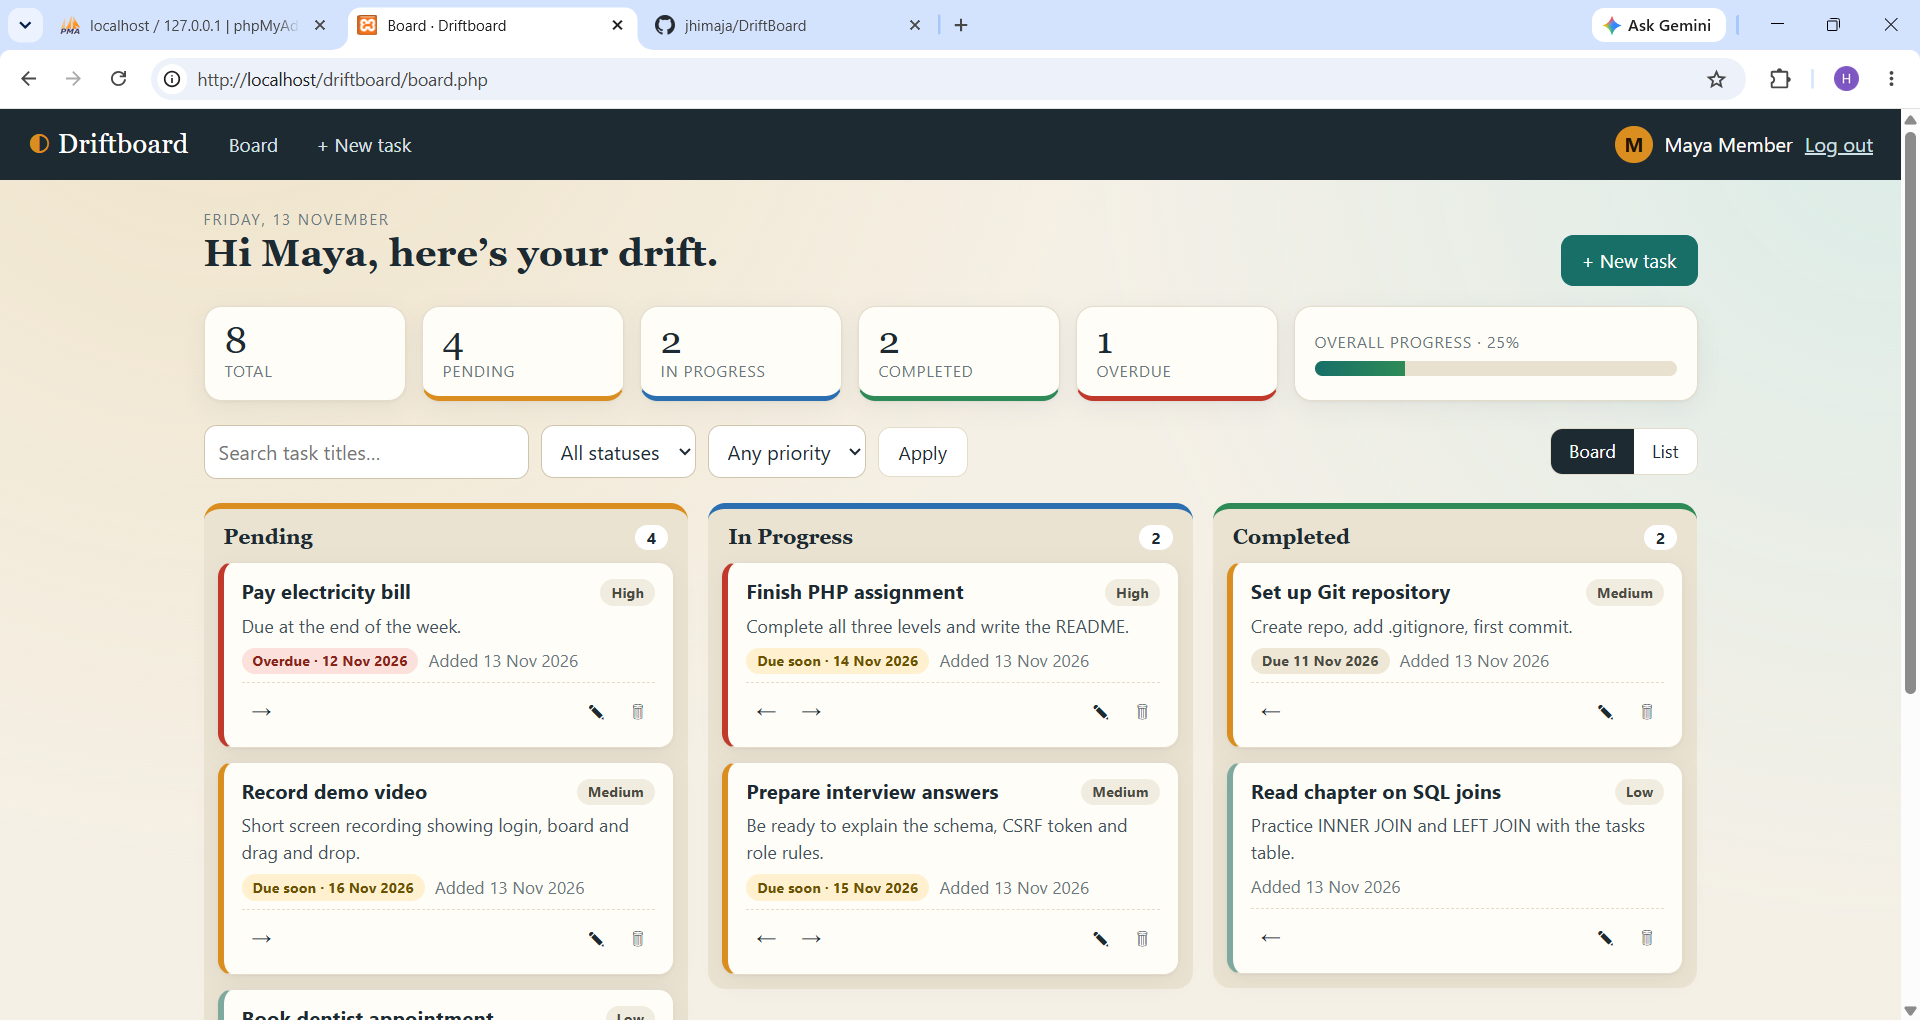 localhost / 127.0.0.1 | phpMyAd
Board · Driftboard
jhimaja/DriftBoard
Ask Gemini
http://localhost/driftboard/board.php
H
Driftboard
Board
+ New task
M
Maya Member
Log out
FRIDAY, 13 NOVEMBER
Hi Maya, here’s your drift.
+ New task
8
TOTAL
4
PENDING
2
IN PROGRESS
2
COMPLETED
1
OVERDUE
OVERALL PROGRESS · 25%
Search task titles...
All statuses
Any priority
Apply
Board
List
Pending
4
Pay electricity bill
High
Due at the end of the week.
Overdue · 12 Nov 2026
Added 13 Nov 2026
Record demo video
Medium
Short screen recording showing login, board and
drag and drop.
Due soon · 16 Nov 2026
Added 13 Nov 2026
Book dentist appointment
Low
In Progress
2
Finish PHP assignment
High
Complete all three levels and write the README.
Due soon · 14 Nov 2026
Added 13 Nov 2026
Prepare interview answers
Medium
Be ready to explain the schema, CSRF token and
role rules.
Due soon · 15 Nov 2026
Added 13 Nov 2026
Completed
2
Set up Git repository
Medium
Create repo, add .gitignore, first commit.
Due 11 Nov 2026
Added 13 Nov 2026
Read chapter on SQL joins
Low
Practice INNER JOIN and LEFT JOIN with the tasks
table.
Added 13 Nov 2026